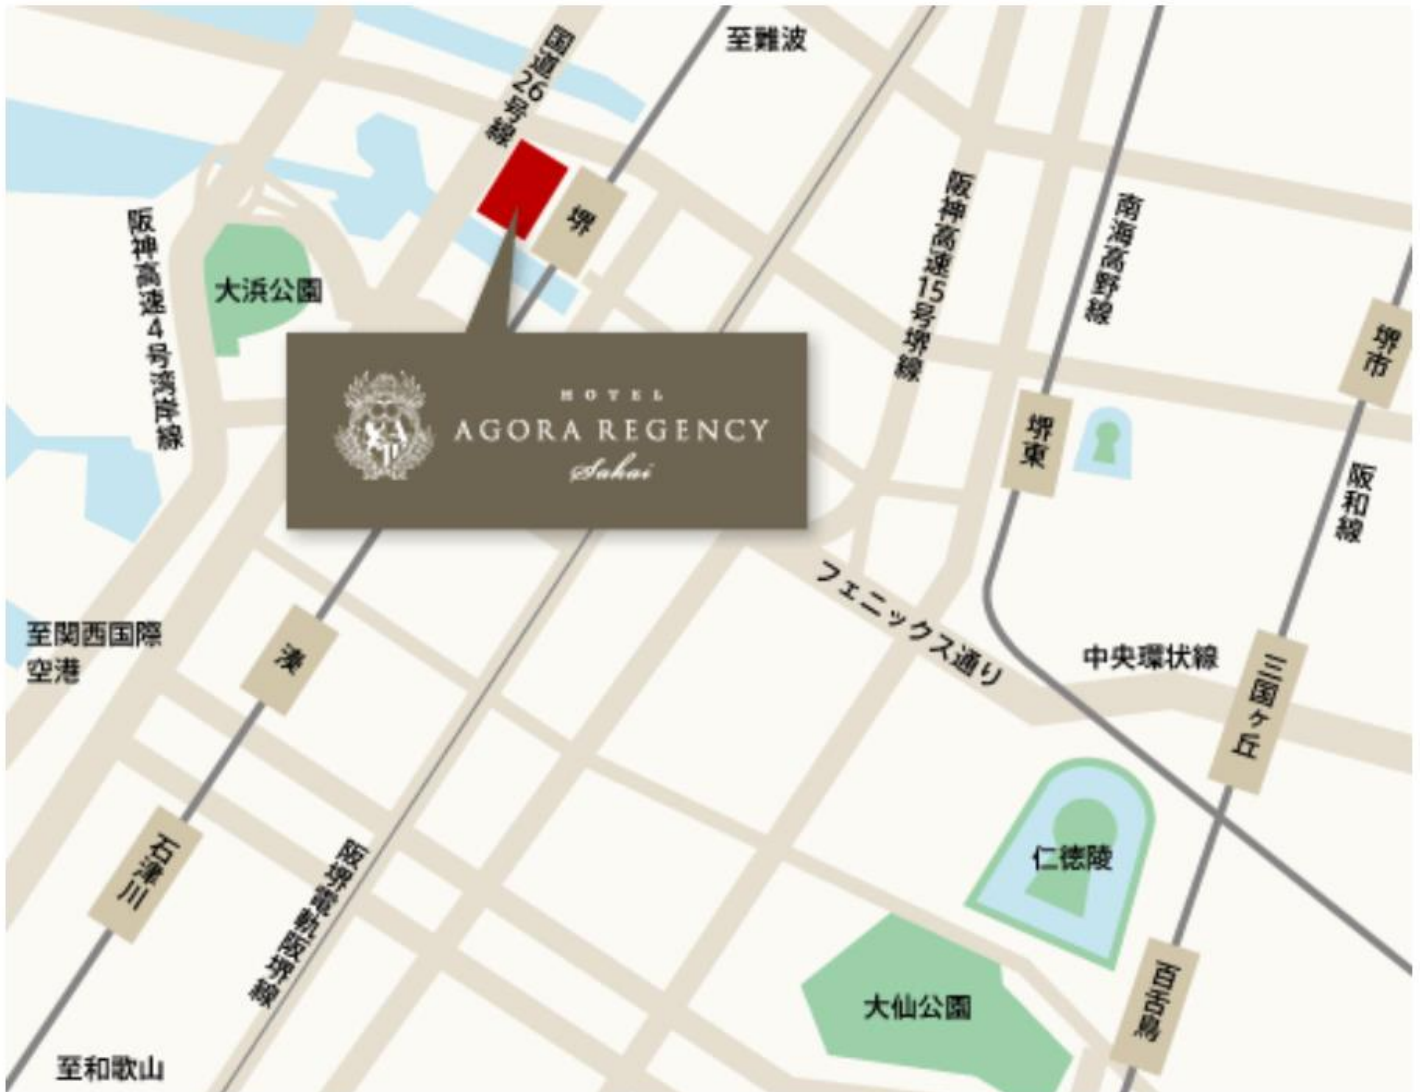 至難波
国道26号線
堺
阪神高速15号堺線
南海高野線
阪神高速4号湾岸線
大浜公園
堺市
HOTEL
AGORA REGENCY
Sakai
堺東
阪和線
フェニックス通り
至関西国際
空港
湊
中央環状線
三国ヶ丘
石津川
阪堺電軌阪堺線
仁徳陵
大仙公園
百舌鳥
至和歌山